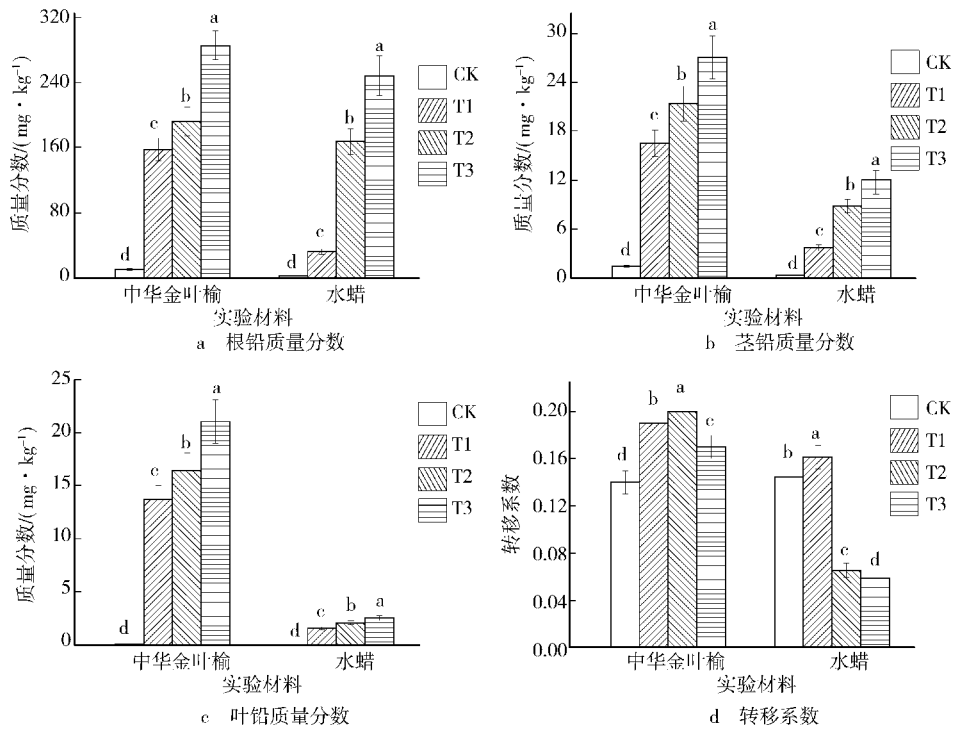 320
240
160
80
0
质量分数/(mg·kg⁻¹)
d
c
b
a
d
c
b
a
CK
T1
T2
T3
中华金叶榆
水蜡
实验材料
a 根铅质量分数
30
24
18
12
6
0
质量分数/(mg·kg⁻¹)
d
c
b
a
d
c
b
a
CK
T1
T2
T3
中华金叶榆
水蜡
实验材料
b 茎铅质量分数
25
20
15
10
5
0
质量分数/(mg·kg⁻¹)
d
c
b
a
d
c
b
a
CK
T1
T2
T3
中华金叶榆
水蜡
实验材料
c 叶铅质量分数
0.20
0.16
0.12
0.08
0.04
0.00
转移系数
d
b
a
c
b
a
c
d
CK
T1
T2
T3
中华金叶榆
水蜡
实验材料
d 转移系数